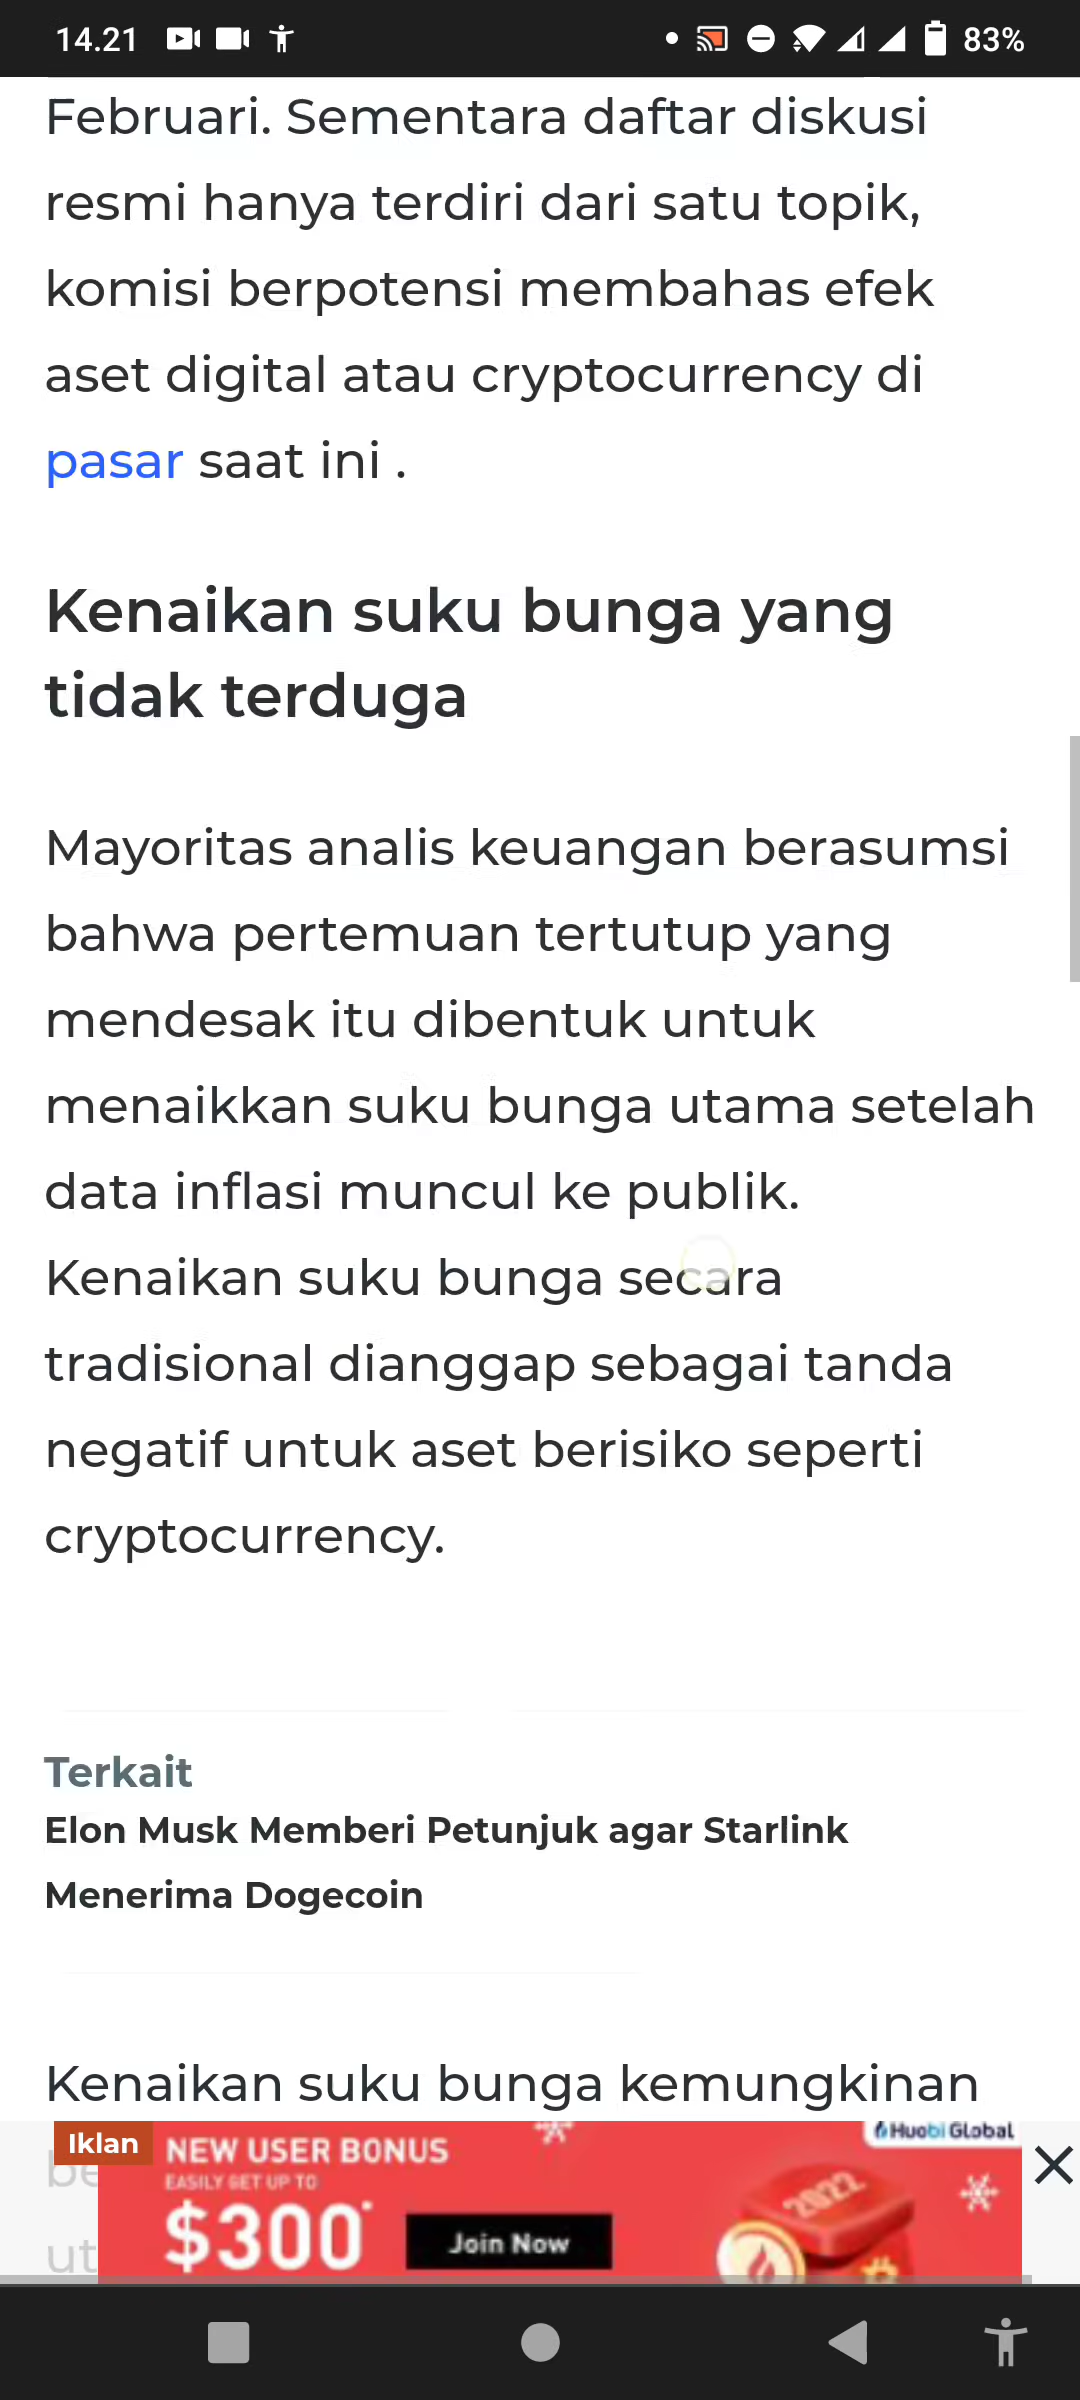 14.21
83%
Februari. Sementara daftar diskusi
resmi hanya terdiri dari satu topik,
komisi berpotensi membahas efek
aset digital atau cryptocurrency di
pasar saat ini .
Kenaikan suku bunga yang
tidak terduga
Mayoritas analis keuangan berasumsi
bahwa pertemuan tertutup yang
mendesak itu dibentuk untuk
menaikkan suku bunga utama setelah
data inflasi muncul ke publik.
Kenaikan suku bunga secara
tradisional dianggap sebagai tanda
negatif untuk aset berisiko seperti
cryptocurrency.
Terkait
Elon Musk Memberi Petunjuk agar Starlink
Menerima Dogecoin
Kenaikan suku bunga kemungkinan
Iklan
NEW USER BONUS
Huobi Global
EASILY GET UP TO
$300*
Join Now
2022